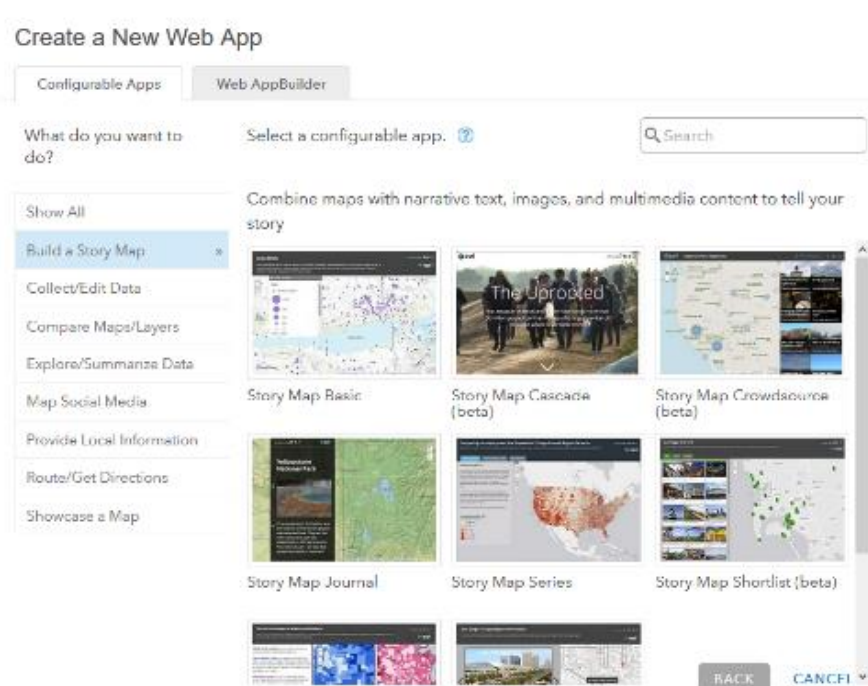 Create a New Web App
Configurable Apps
Web AppBuilder
What do you want to
do?
Select a configurable app.
Search
Show All
Build a Story Map »
Collect/Edit Data
Compare Maps/Layers
Explore/Summarize Data
Map Social Media
Provide Local Information
Route/Get Directions
Showcase a Map
Combine maps with narrative text, images, and multimedia content to tell your
story
The Uprooted
Story Map Basic
Story Map Cascade
(beta)
Story Map Crowdsource
(beta)
Yellowstone
National Park
Story Map Journal
Story Map Series
Story Map Shortlist (beta)
BACK
CANCEL